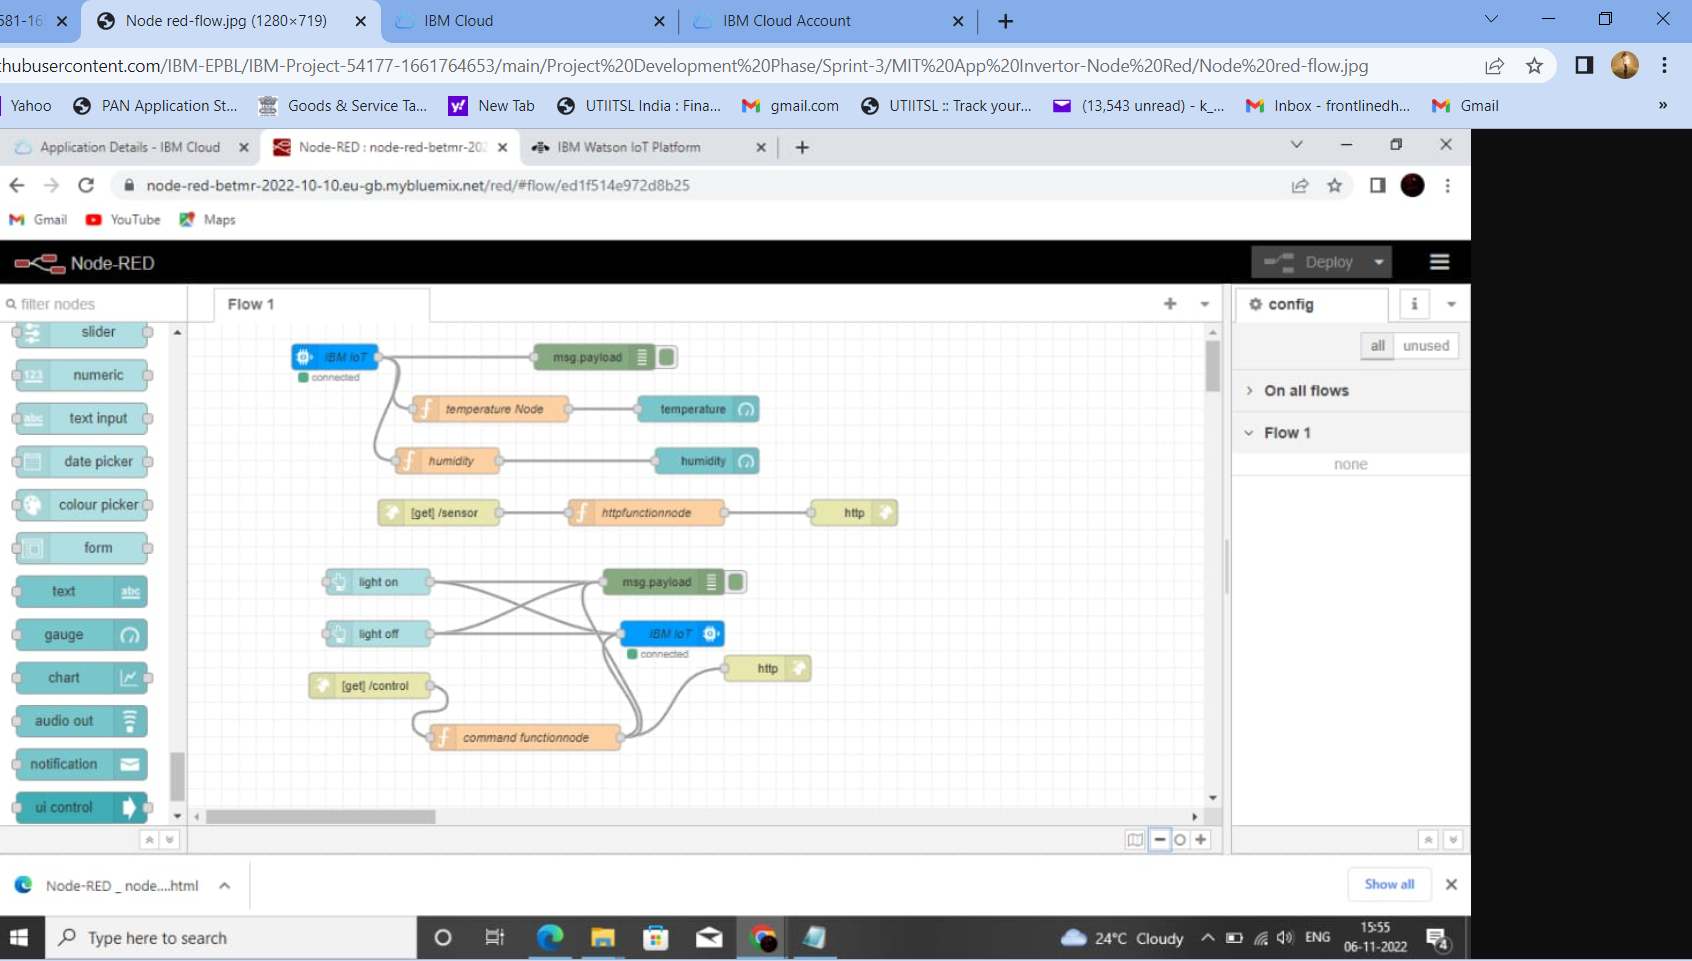 581-16
Node red-flow.jpg (1280×719)
IBM Cloud
IBM Cloud Account
hubusercontent.com/IBM-EPBL/IBM-Project-54177-1661764653/main/Project%20Development%20Phase/Sprint-3/MIT%20App%20Invertor-Node%20Red/Node%20red-flow.jpg
Yahoo
PAN Application St...
Goods & Service Ta...
New Tab
UTIITSL India : Fina...
gmail.com
UTIITSL :: Track your...
(13,543 unread) - k_...
Inbox - frontlinedh...
Gmail
»
Application Details - IBM Cloud
Node-RED : node-red-betmr-202
IBM Watson IoT Platform
node-red-betmr-2022-10-10.eu-gb.mybluemix.net/red/#flow/ed1f514e972d8b25
Gmail
YouTube
Maps
Node-RED
Deploy
filter nodes
Flow 1
config
i
all
unused
On all flows
Flow 1
none
slider
123 numeric
abc text input
date picker
colour picker
form
text abc
gauge
chart
audio out
notification
ui control
IBM IoT
connected
msg.payload
f temperature Node
temperature
f humidity
humidity
[get] /sensor
f httpfunctionnode
http
light on
msg.payload
light off
IBM IoT
connected
http
[get] /control
f command functionnode
Node-RED _ node....html
Show all
Type here to search
24°C Cloudy
ENG
15:55
06-11-2022
4